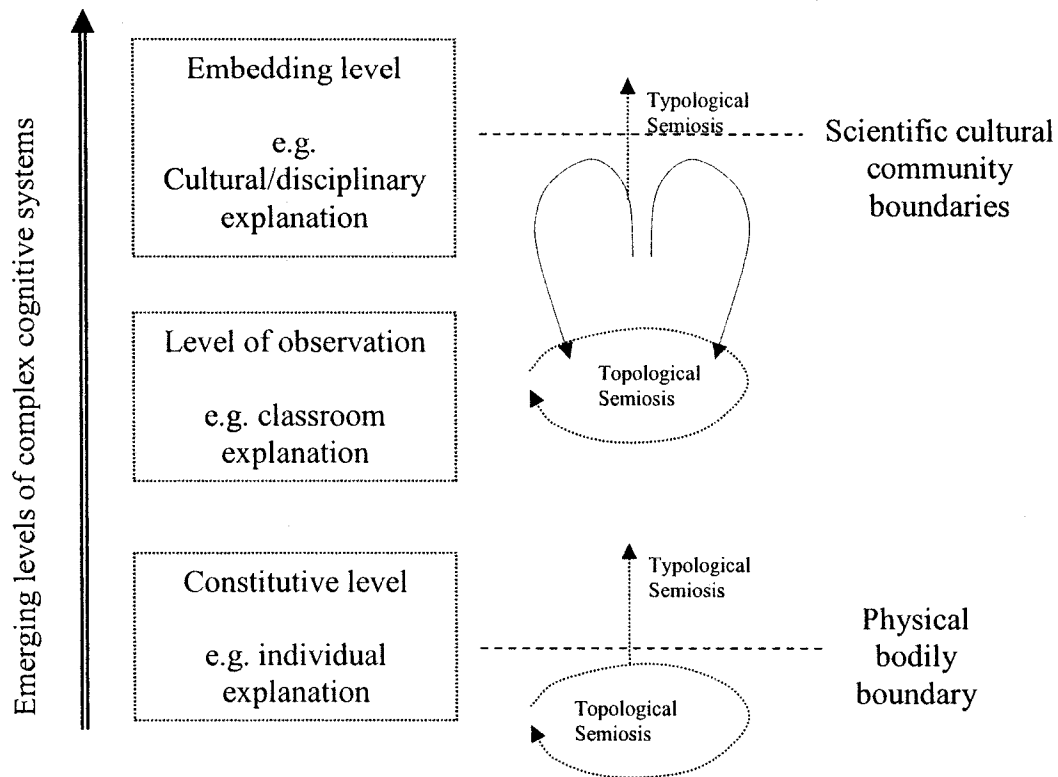 Emerging levels of complex cognitive systems
Embedding level
e.g.
Cultural/disciplinary
explanation
Typological
Semiosis
Scientific cultural
community
boundaries
Level of observation
e.g. classroom
explanation
Topological
Semiosis
Constitutive level
e.g. individual
explanation
Typological
Semiosis
Physical
bodily
boundary
Topological
Semiosis